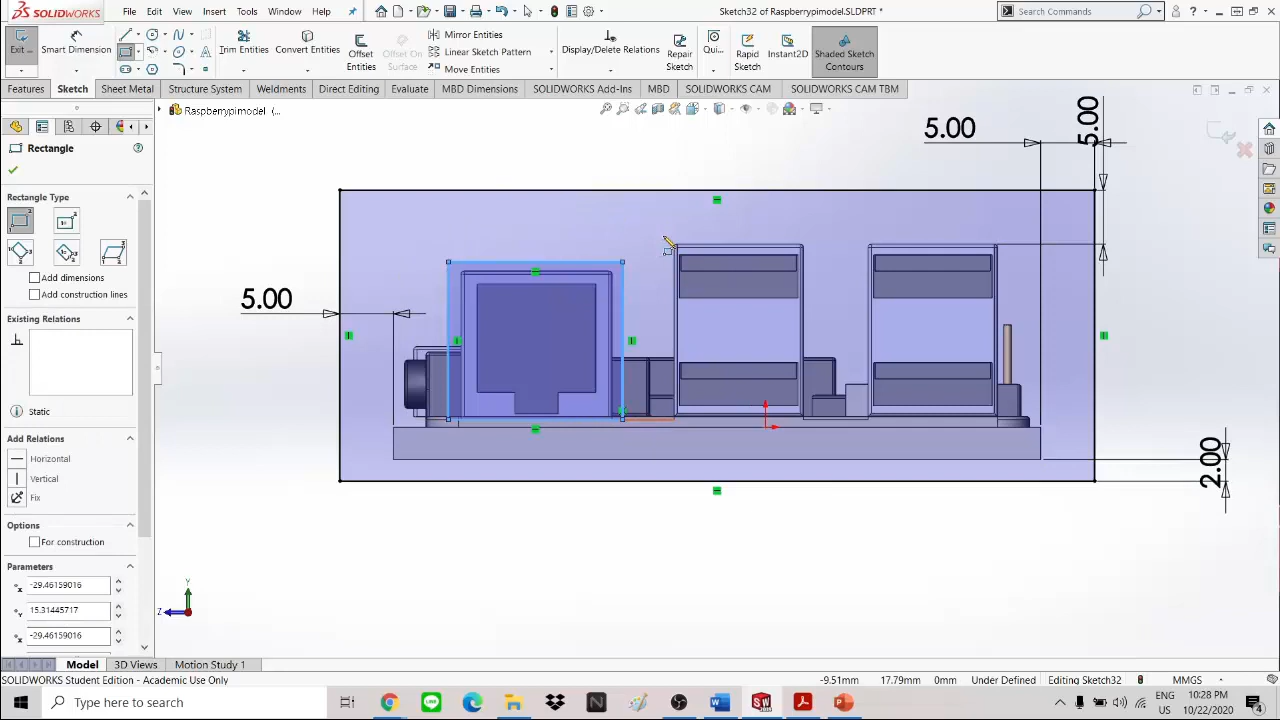 SOLIDWORKS
File
Edit
View
Insert
Tools
Window
Sketch32 of Raspberrypimodel.SLDPRT *
Search Commands
Exit ...
Smart Dimension
Trim Entities
Convert Entities
Offset Entities
Offset On Surface
Mirror Entities
Linear Sketch Pattern
Move Entities
Display/Delete Relations
Repair Sketch
Qui...
Rapid Sketch
Instant2D
Shaded Sketch Contours
Features
Sketch
Sheet Metal
Structure System
Weldments
Direct Editing
Evaluate
MBD Dimensions
SOLIDWORKS Add-Ins
MBD
SOLIDWORKS CAM
SOLIDWORKS CAM TBM
Raspberrypimodel (...
Rectangle
Rectangle Type
Add dimensions
Add construction lines
Existing Relations
Static
Add Relations
Horizontal
Vertical
Fix
Options
For construction
Parameters
-29.46159016
15.31445717
-29.46159016
5.00
5.00
5.00
2.00
Y
Z
Model
3D Views
Motion Study 1
SOLIDWORKS Student Edition - Academic Use Only
-9.51mm
17.79mm
0mm
Under Defined
Editing Sketch32
MMGS
Type here to search
ENG
US
10:28 PM
10/22/2020